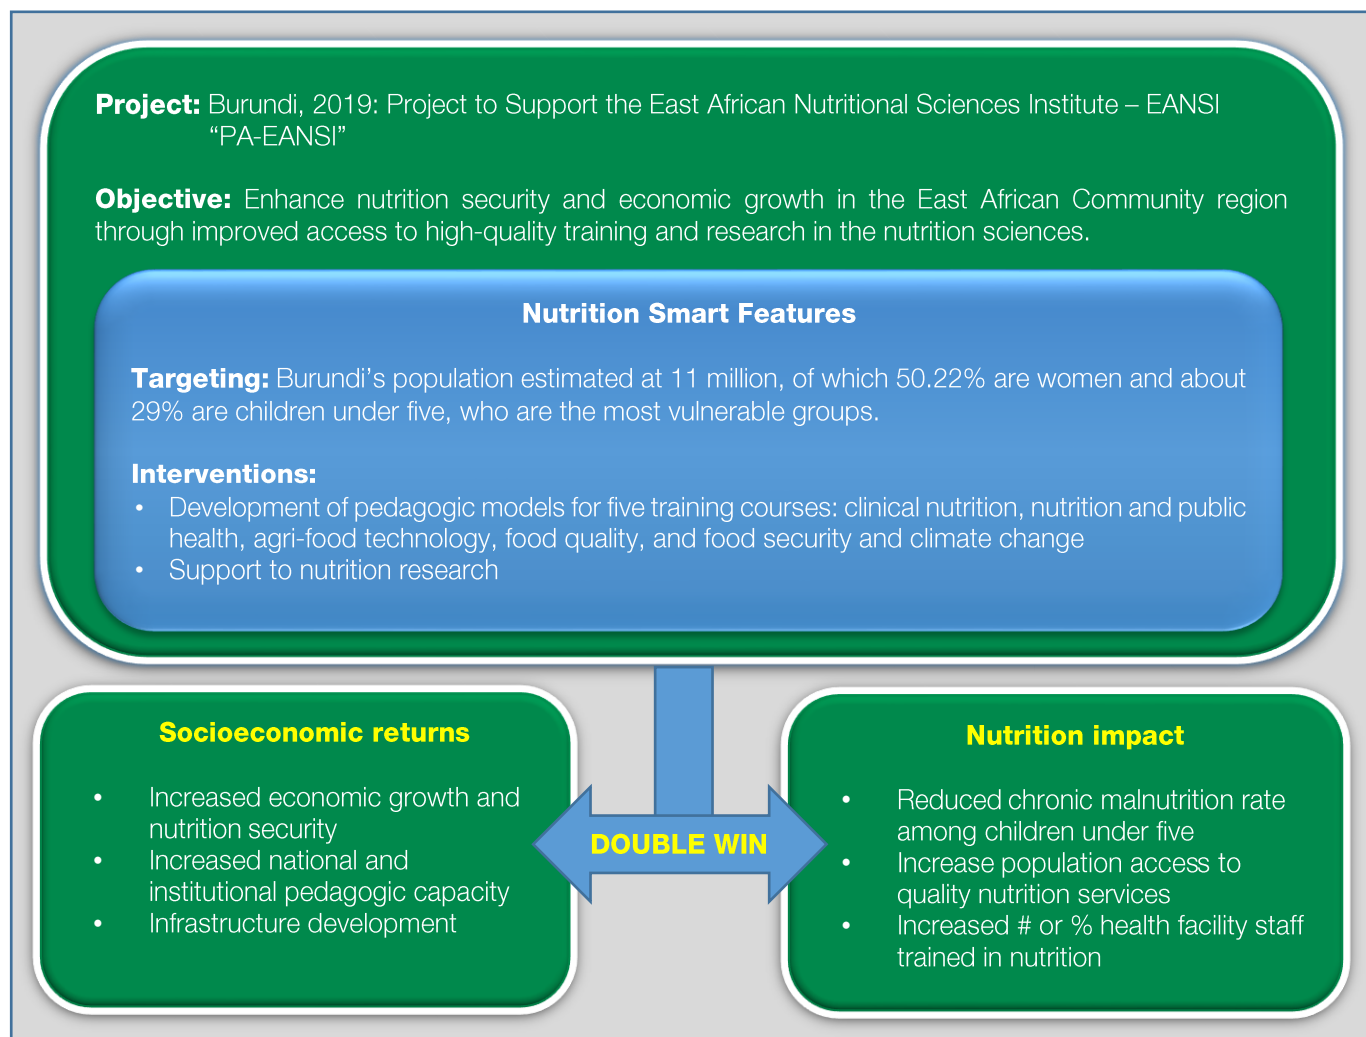 Project: Burundi, 2019: Project to Support the East African Nutritional Sciences Institute – EANSI
“PA-EANSI”
Objective: Enhance nutrition security and economic growth in the East African Community region
through improved access to high-quality training and research in the nutrition sciences.
Nutrition Smart Features
Targeting: Burundi’s population estimated at 11 million, of which 50.22% are women and about
29% are children under five, who are the most vulnerable groups.
Interventions:
• Development of pedagogic models for five training courses: clinical nutrition, nutrition and public
health, agri-food technology, food quality, and food security and climate change
• Support to nutrition research
Socioeconomic returns
• Increased economic growth and
nutrition security
• Increased national and
institutional pedagogic capacity
• Infrastructure development
DOUBLE WIN
Nutrition impact
• Reduced chronic malnutrition rate
among children under five
• Increase population access to
quality nutrition services
• Increased # or % health facility staff
trained in nutrition